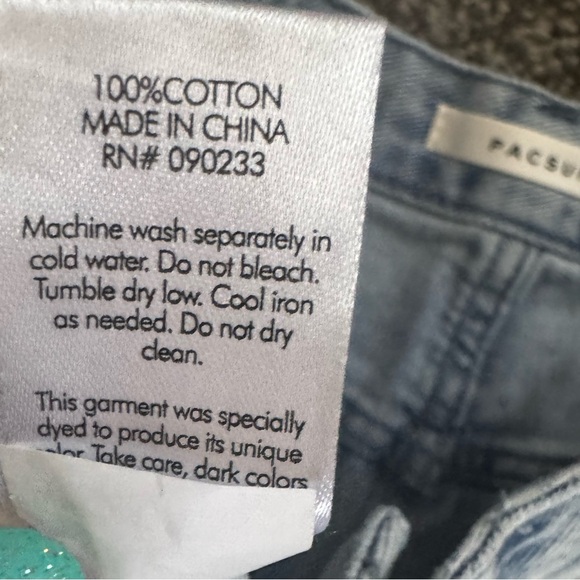 100%COTTON
MADE IN CHINA
RN# 090233
Machine wash separately in
cold water. Do not bleach.
Tumble dry low. Cool iron
as needed. Do not dry
clean.
This garment was specially
dyed to produce its unique
Take care, dark colors